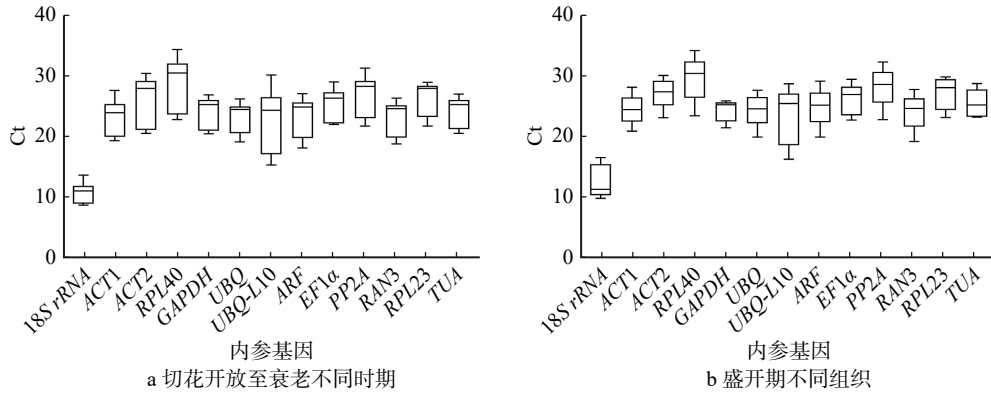 40
30
20
10
0
Ct
18S rRNA
ACT1
ACT2
RPL40
GAPDH
UBQ
UBQ-L10
ARF
EF1α
PP2A
RAN3
RPL23
TUA
内参基因
a 切花开放至衰老不同时期
40
30
20
10
0
Ct
18S rRNA
ACT1
ACT2
RPL40
GAPDH
UBQ
UBQ-L10
ARF
EF1α
PP2A
RAN3
RPL23
TUA
内参基因
b 盛开期不同组织